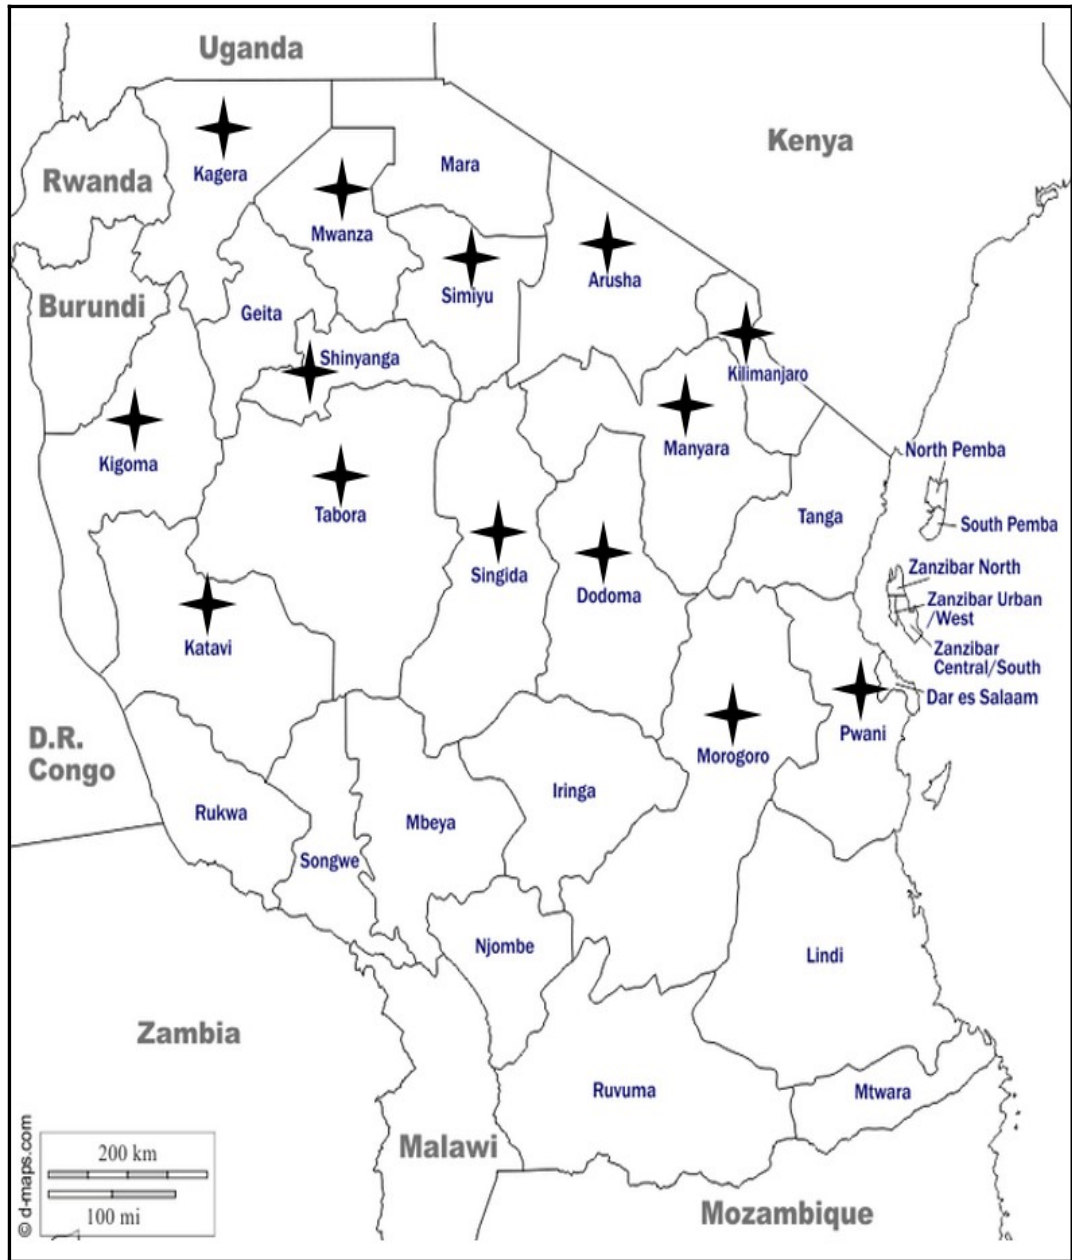 Uganda
Kenya
Rwanda
Kagera
Mara
Mwanza
Arusha
Simiyu
Burundi
Geita
Shinyanga
Kilimanjaro
Kigoma
Manyara
North Pemba
Tabora
Tanga
South Pemba
Singida
Dodoma
Zanzibar North
Zanzibar Urban
/West
Katavi
Zanzibar
Central/South
Dar es Salaam
Pwani
D.R.
Congo
Morogoro
Rukwa
Iringa
Mbeya
Songwe
Njombe
Lindi
Zambia
Ruvuma
Mtwara
Malawi
Mozambique
200 km
100 mi
© d-maps.com